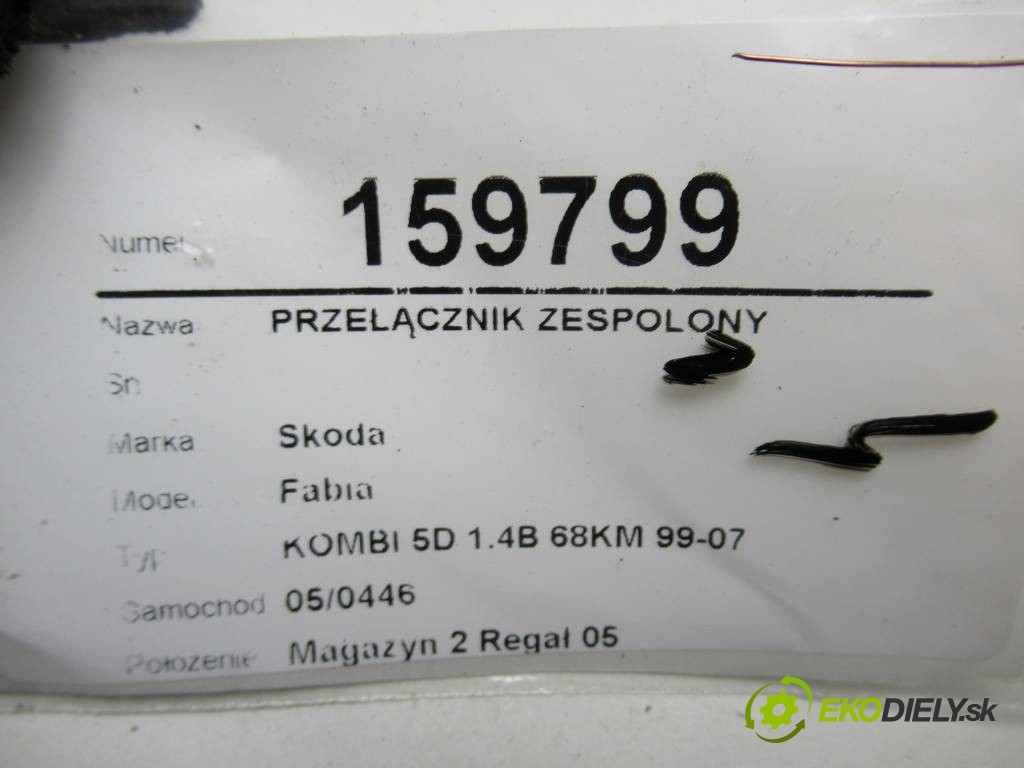 Numer 159799
Nazwa PRZEŁĄCZNIK ZESPOLONY
Sn
Marka Skoda
Model Fabia
Typ KOMBI 5D 1.4B 68KM 99-07
Samochod 05/0446
Położenie Magazyn 2 Regał 05
EKODIELY.sk